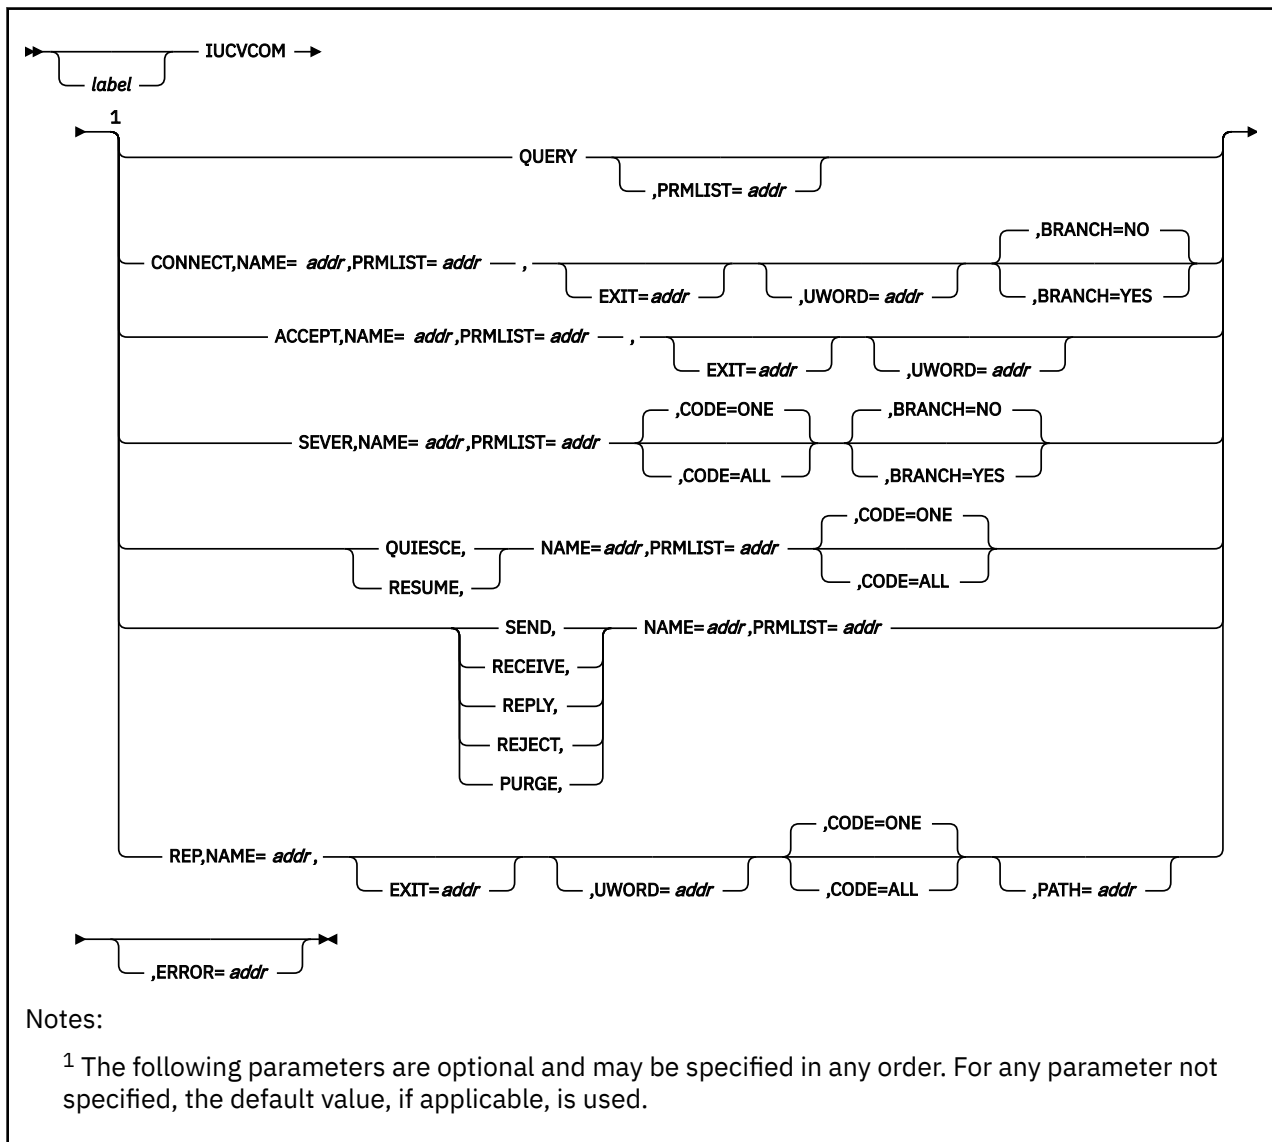 label IUCVCOM
1
QUERY ,PRMLIST= addr
CONNECT,NAME= addr,PRMLIST= addr , EXIT=addr ,UWORD= addr ,BRANCH=NO ,BRANCH=YES
ACCEPT,NAME= addr,PRMLIST= addr , EXIT=addr ,UWORD= addr
SEVER,NAME= addr,PRMLIST= addr ,CODE=ONE ,CODE=ALL ,BRANCH=NO ,BRANCH=YES
QUIESCE, RESUME, NAME=addr,PRMLIST= addr ,CODE=ONE ,CODE=ALL
SEND, NAME=addr,PRMLIST= addr
RECEIVE,
REPLY,
REJECT,
PURGE,
REP,NAME= addr, EXIT=addr ,UWORD= addr ,CODE=ONE ,CODE=ALL ,PATH= addr
,ERROR= addr
Notes:
1 The following parameters are optional and may be specified in any order. For any parameter not
specified, the default value, if applicable, is used.